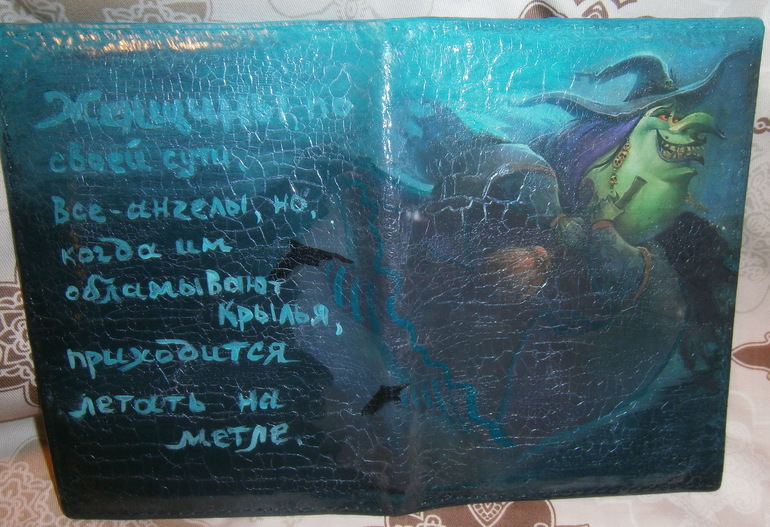 Женщины по
своей сути,
все-ангелы, но,
когда им
обламывают
крылья,
приходится
летать на
метле.